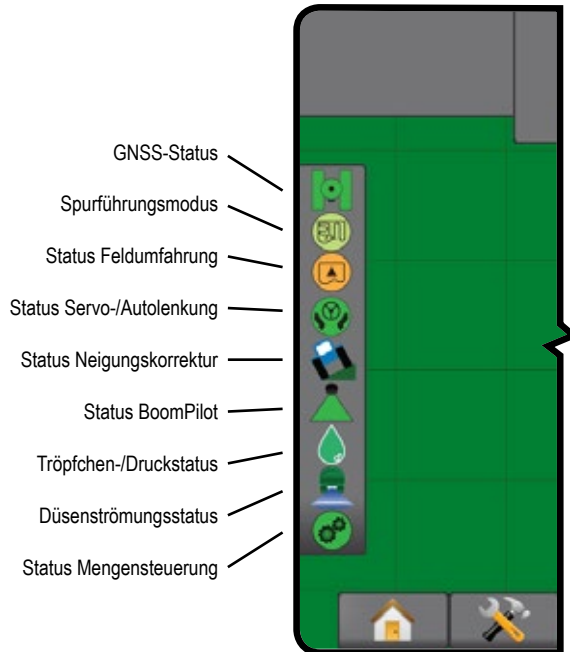 GNSS-Status
Spurführungsmodus
Status Feldumfahrung
Status Servo-/Autolenkung
Status Neigungskorrektur
Status BoomPilot
Tröpfchen-/Druckstatus
Düsenströmungsstatus
Status Mengensteuerung